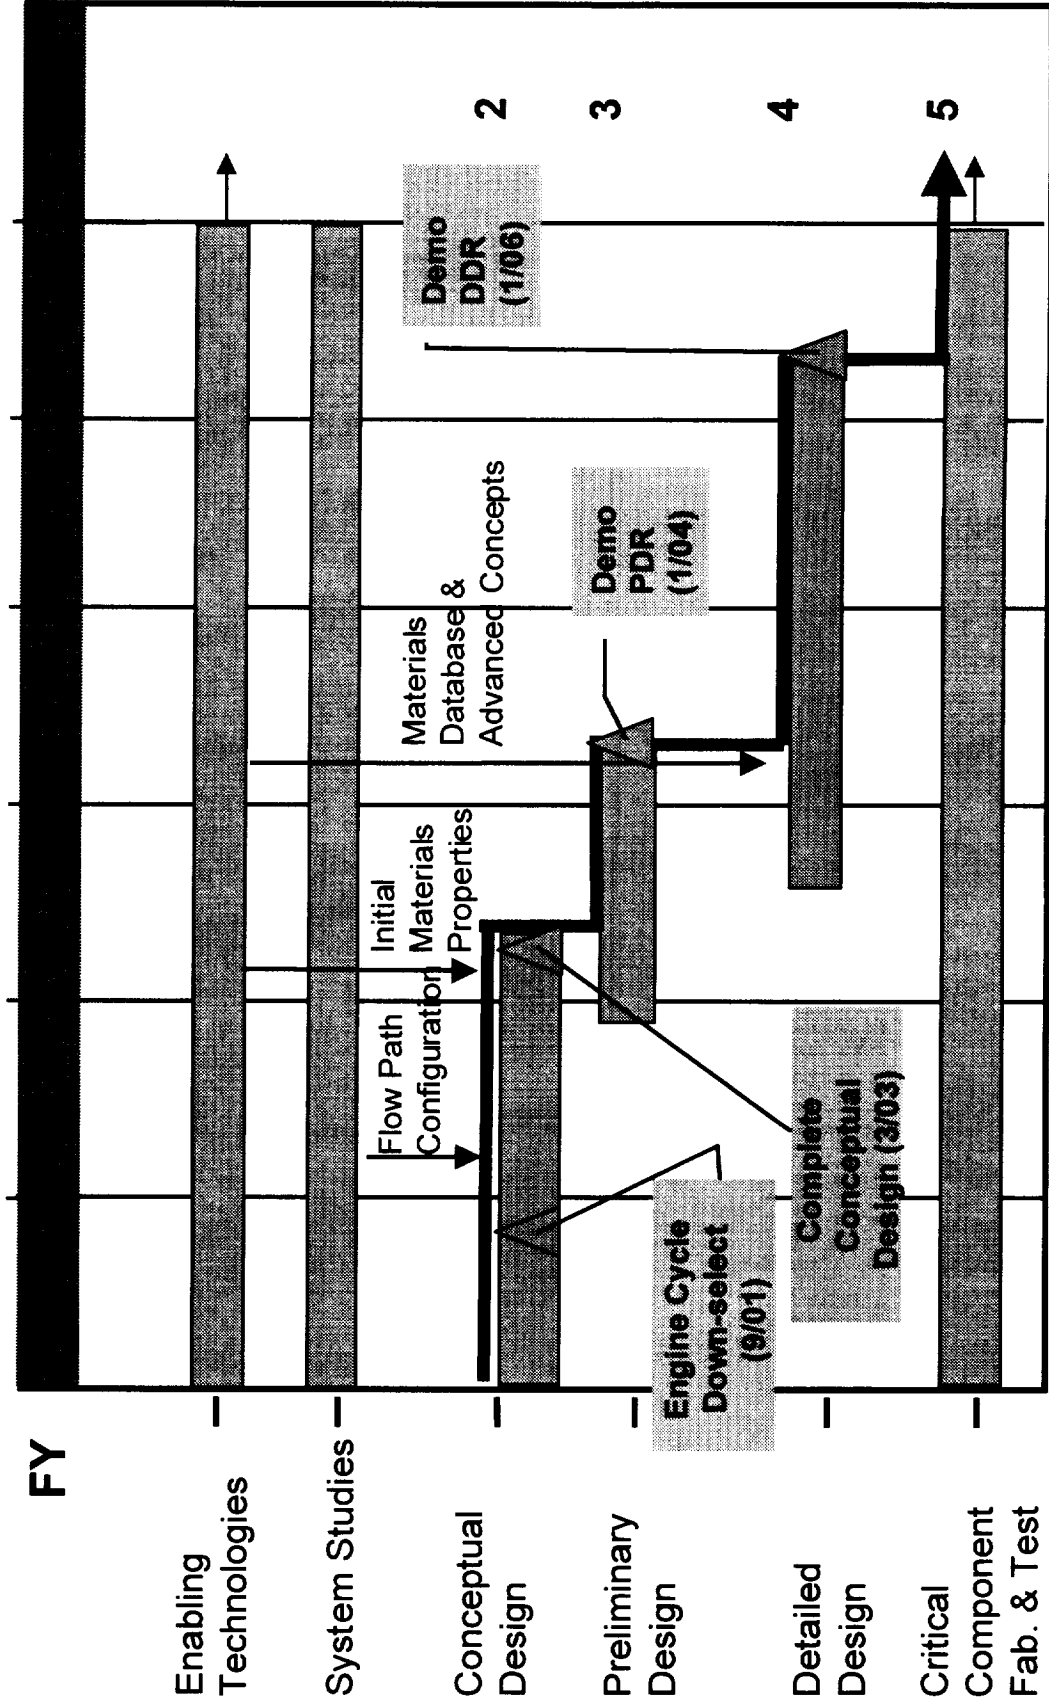 FY
Enabling
Technologies
System Studies
Flow Path
Configuration
Initial
Materials
Properties
Materials
Database &
Advanced Concepts
Demo
DDR
(1/06)
Conceptual
Design
2
Preliminary
Design
Demo
PDR
(1/04)
3
Engine Cycle
Down-select
(9/01)
Detailed
Design
Complete
Conceptual
Design (3/03)
4
Critical
Component
Fab. & Test
5